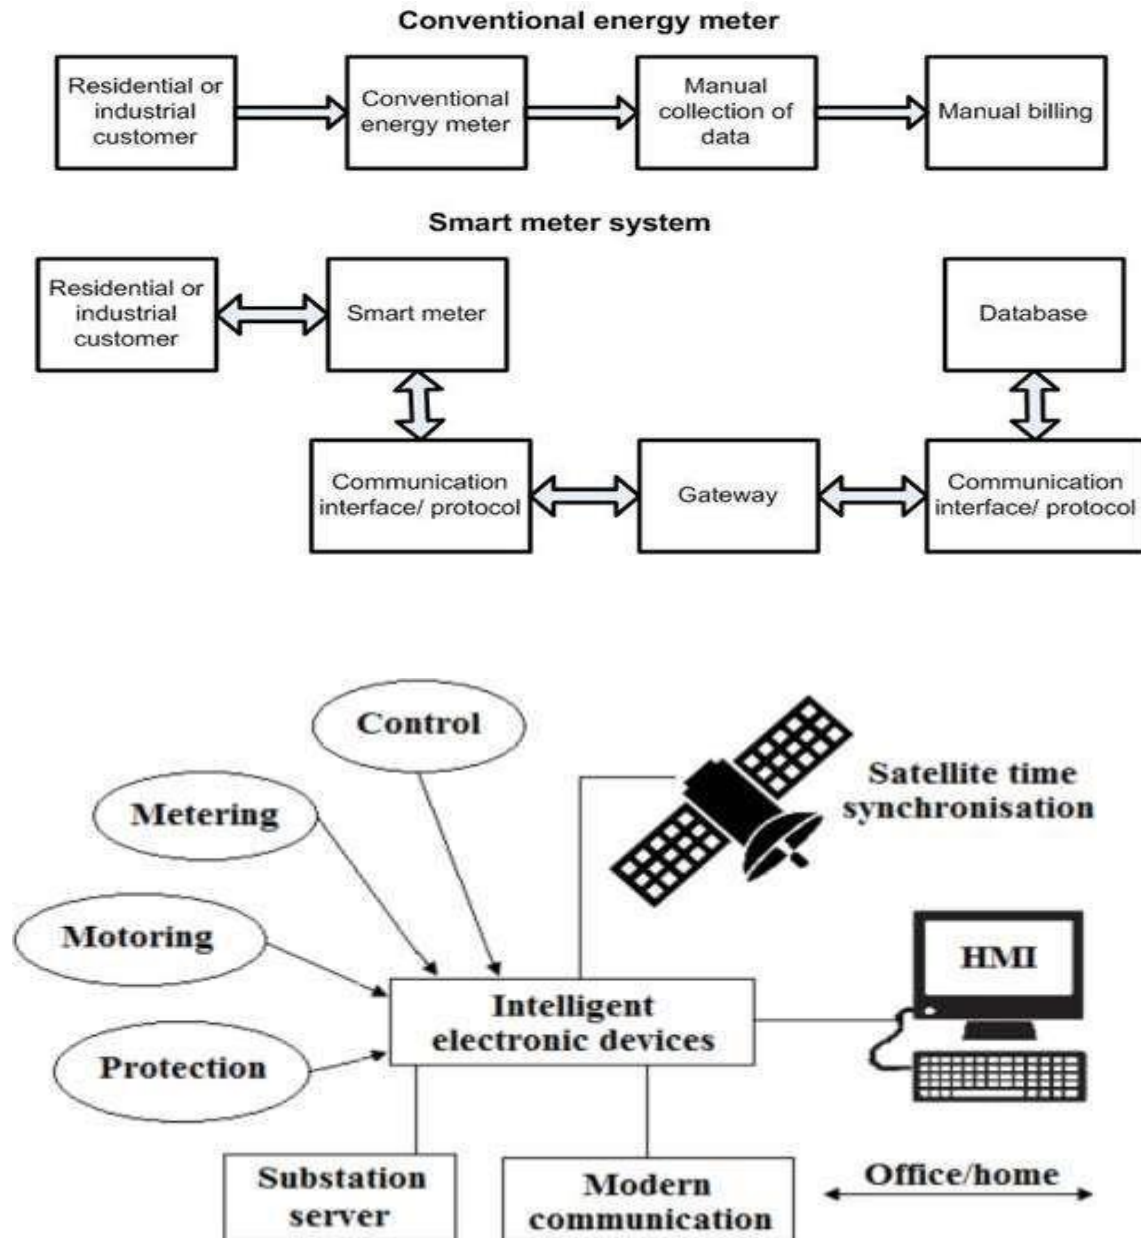 Conventional energy meter
Residential or
industrial
customer
Conventional
energy meter
Manual
collection of
data
Manual billing
Smart meter system
Residential or
industrial
customer
Smart meter
Database
Communication
interface/ protocol
Gateway
Communication
interface/ protocol
Control
Metering
Motoring
Protection
Satellite time
synchronisation
HMI
Intelligent
electronic devices
Substation
server
Modern
communication
Office/home